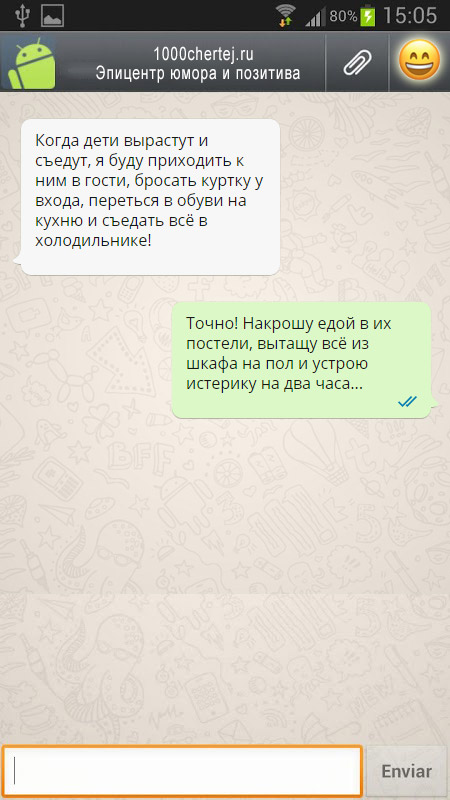 80% 15:05
1000chertej.ru
Эпицентр юмора и позитива
Когда дети вырастут и
съедут, я буду приходить к
ним в гости, бросать куртку у
входа, переться в обуви на
кухню и съедать всё в
холодильнике!
Точно! Накрошу едой в их
постели, вытащу всё из
шкафа на пол и устрою
истерику на два часа...
BFF
Enviar